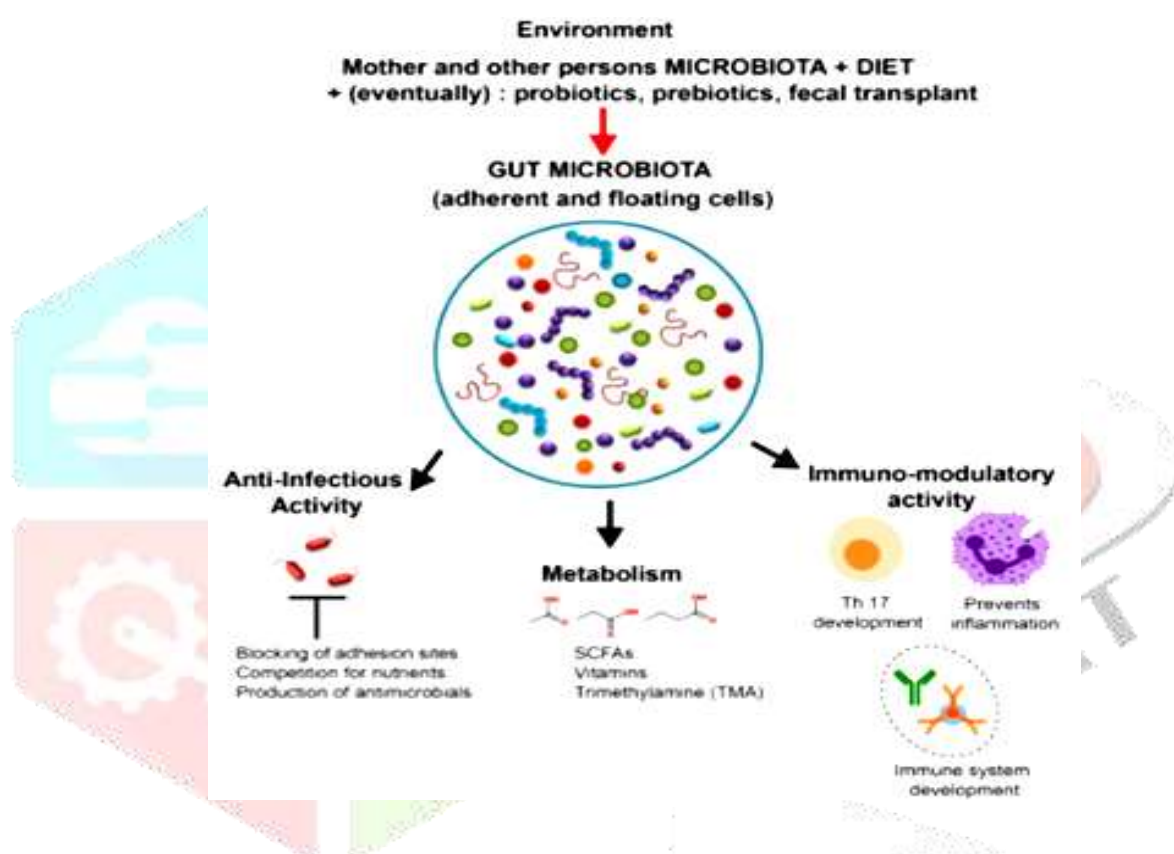 Environment
Mother and other persons MICROBIOTA + DIET
+ (eventually) : probiotics, prebiotics, fecal transplant
GUT MICROBIOTA
(adherent and floating cells)
Anti-Infectious
Activity
Blocking of adhesion sites
Competition for nutrients
Production of antimicrobials
Metabolism
SCFAs
Vitamins
Trimethylamine (TMA)
Immuno-modulatory
activity
Th 17
development
Prevents
inflammation
Immune system
development